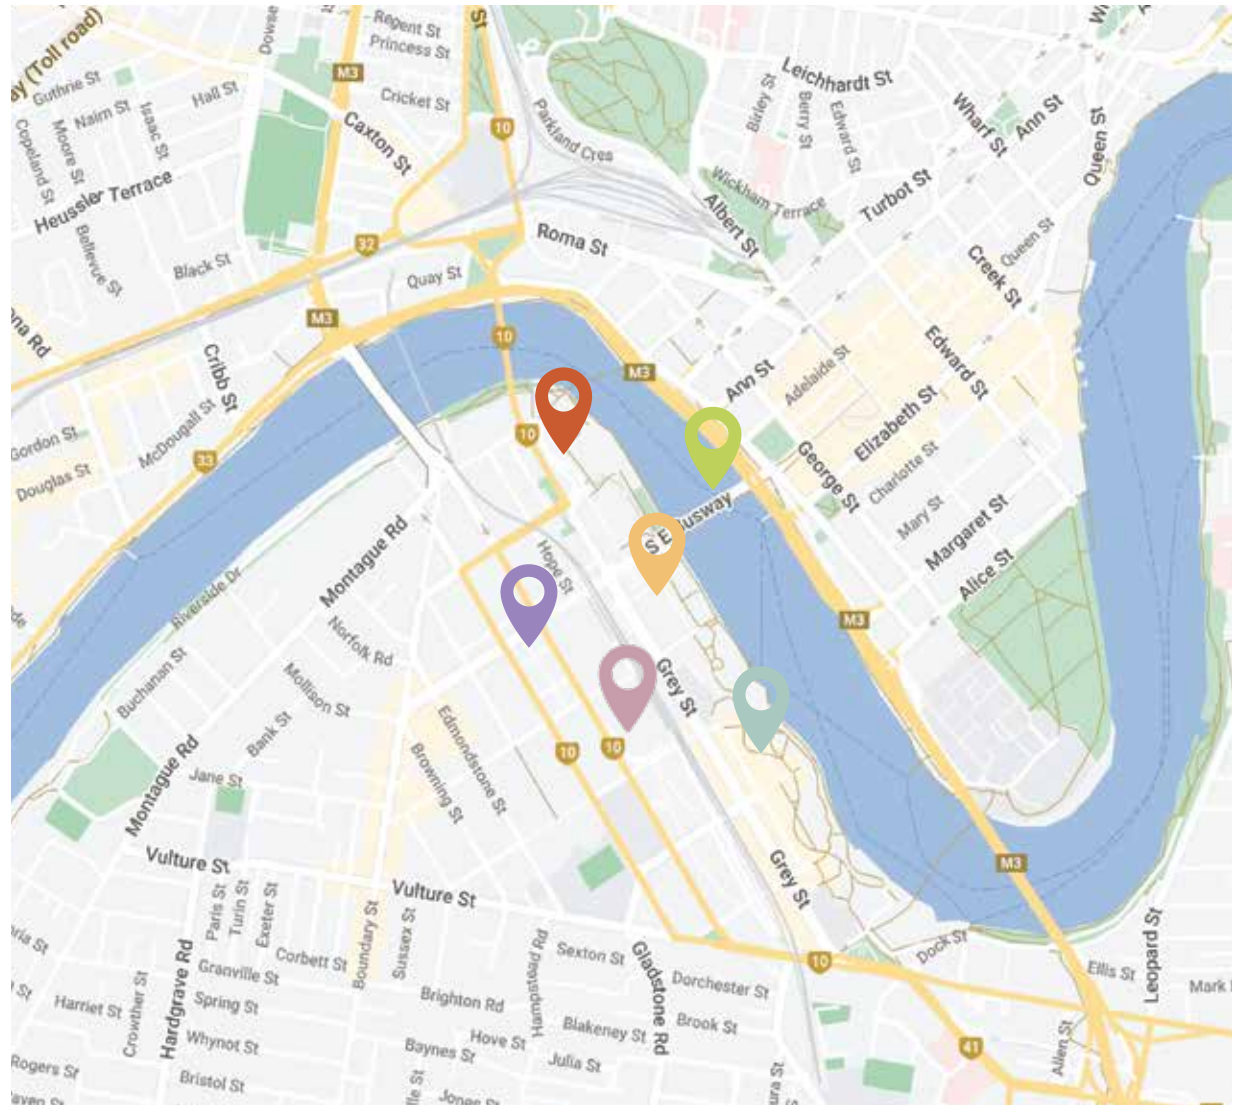 ay (Toll road)
Dowse
St
Regent St
Princess St
M3
Guthrie St
Nairn St
Isaac St
Hall St
Cricket St
Copeland St
Moore St
Caxton St
10
Parkland Cres
Leichhardt St
Birley St
Berry St
Edward St
Wharf St
Ann St
Queen St
Heussler Terrace
Bellevue St
Black St
32
Quay St
Roma St
Wickham Terrace
Albert St
Turbot St
Queen St
Creek St
M3
10
M3
Cribb St
Ann St
Adelaide St
Edward St
Elizabeth St
Gordon St
McDougall St
Douglas St
33
10
George St
Charlotte St
Mary St
Margaret St
Alice St
S E Busway
Montague Rd
Riverside Dr
Hope St
Norfolk Rd
M3
Buchanan St
Mollison St
Grey St
Bank St
Edmondstone St
Browning St
10
10
Montague Rd
Jane St
Vulture St
Vulture St
Grey St
M3
Paris St
Turin St
Exeter St
Boundary St
Sussex St
Corbett St
Granville St
Hardgrave Rd
Hampstead Rd
Sexton St
Gladstone Rd
Dorchester St
10
Dock St
Leopard St
Ellis St
Mark
Harriet St
Crowther St
Spring St
Brighton Rd
Whynot St
Hove St
Blakeney St
Brook St
Baynes St
Julia St
41
Allen St
Rogers St
Bristol St